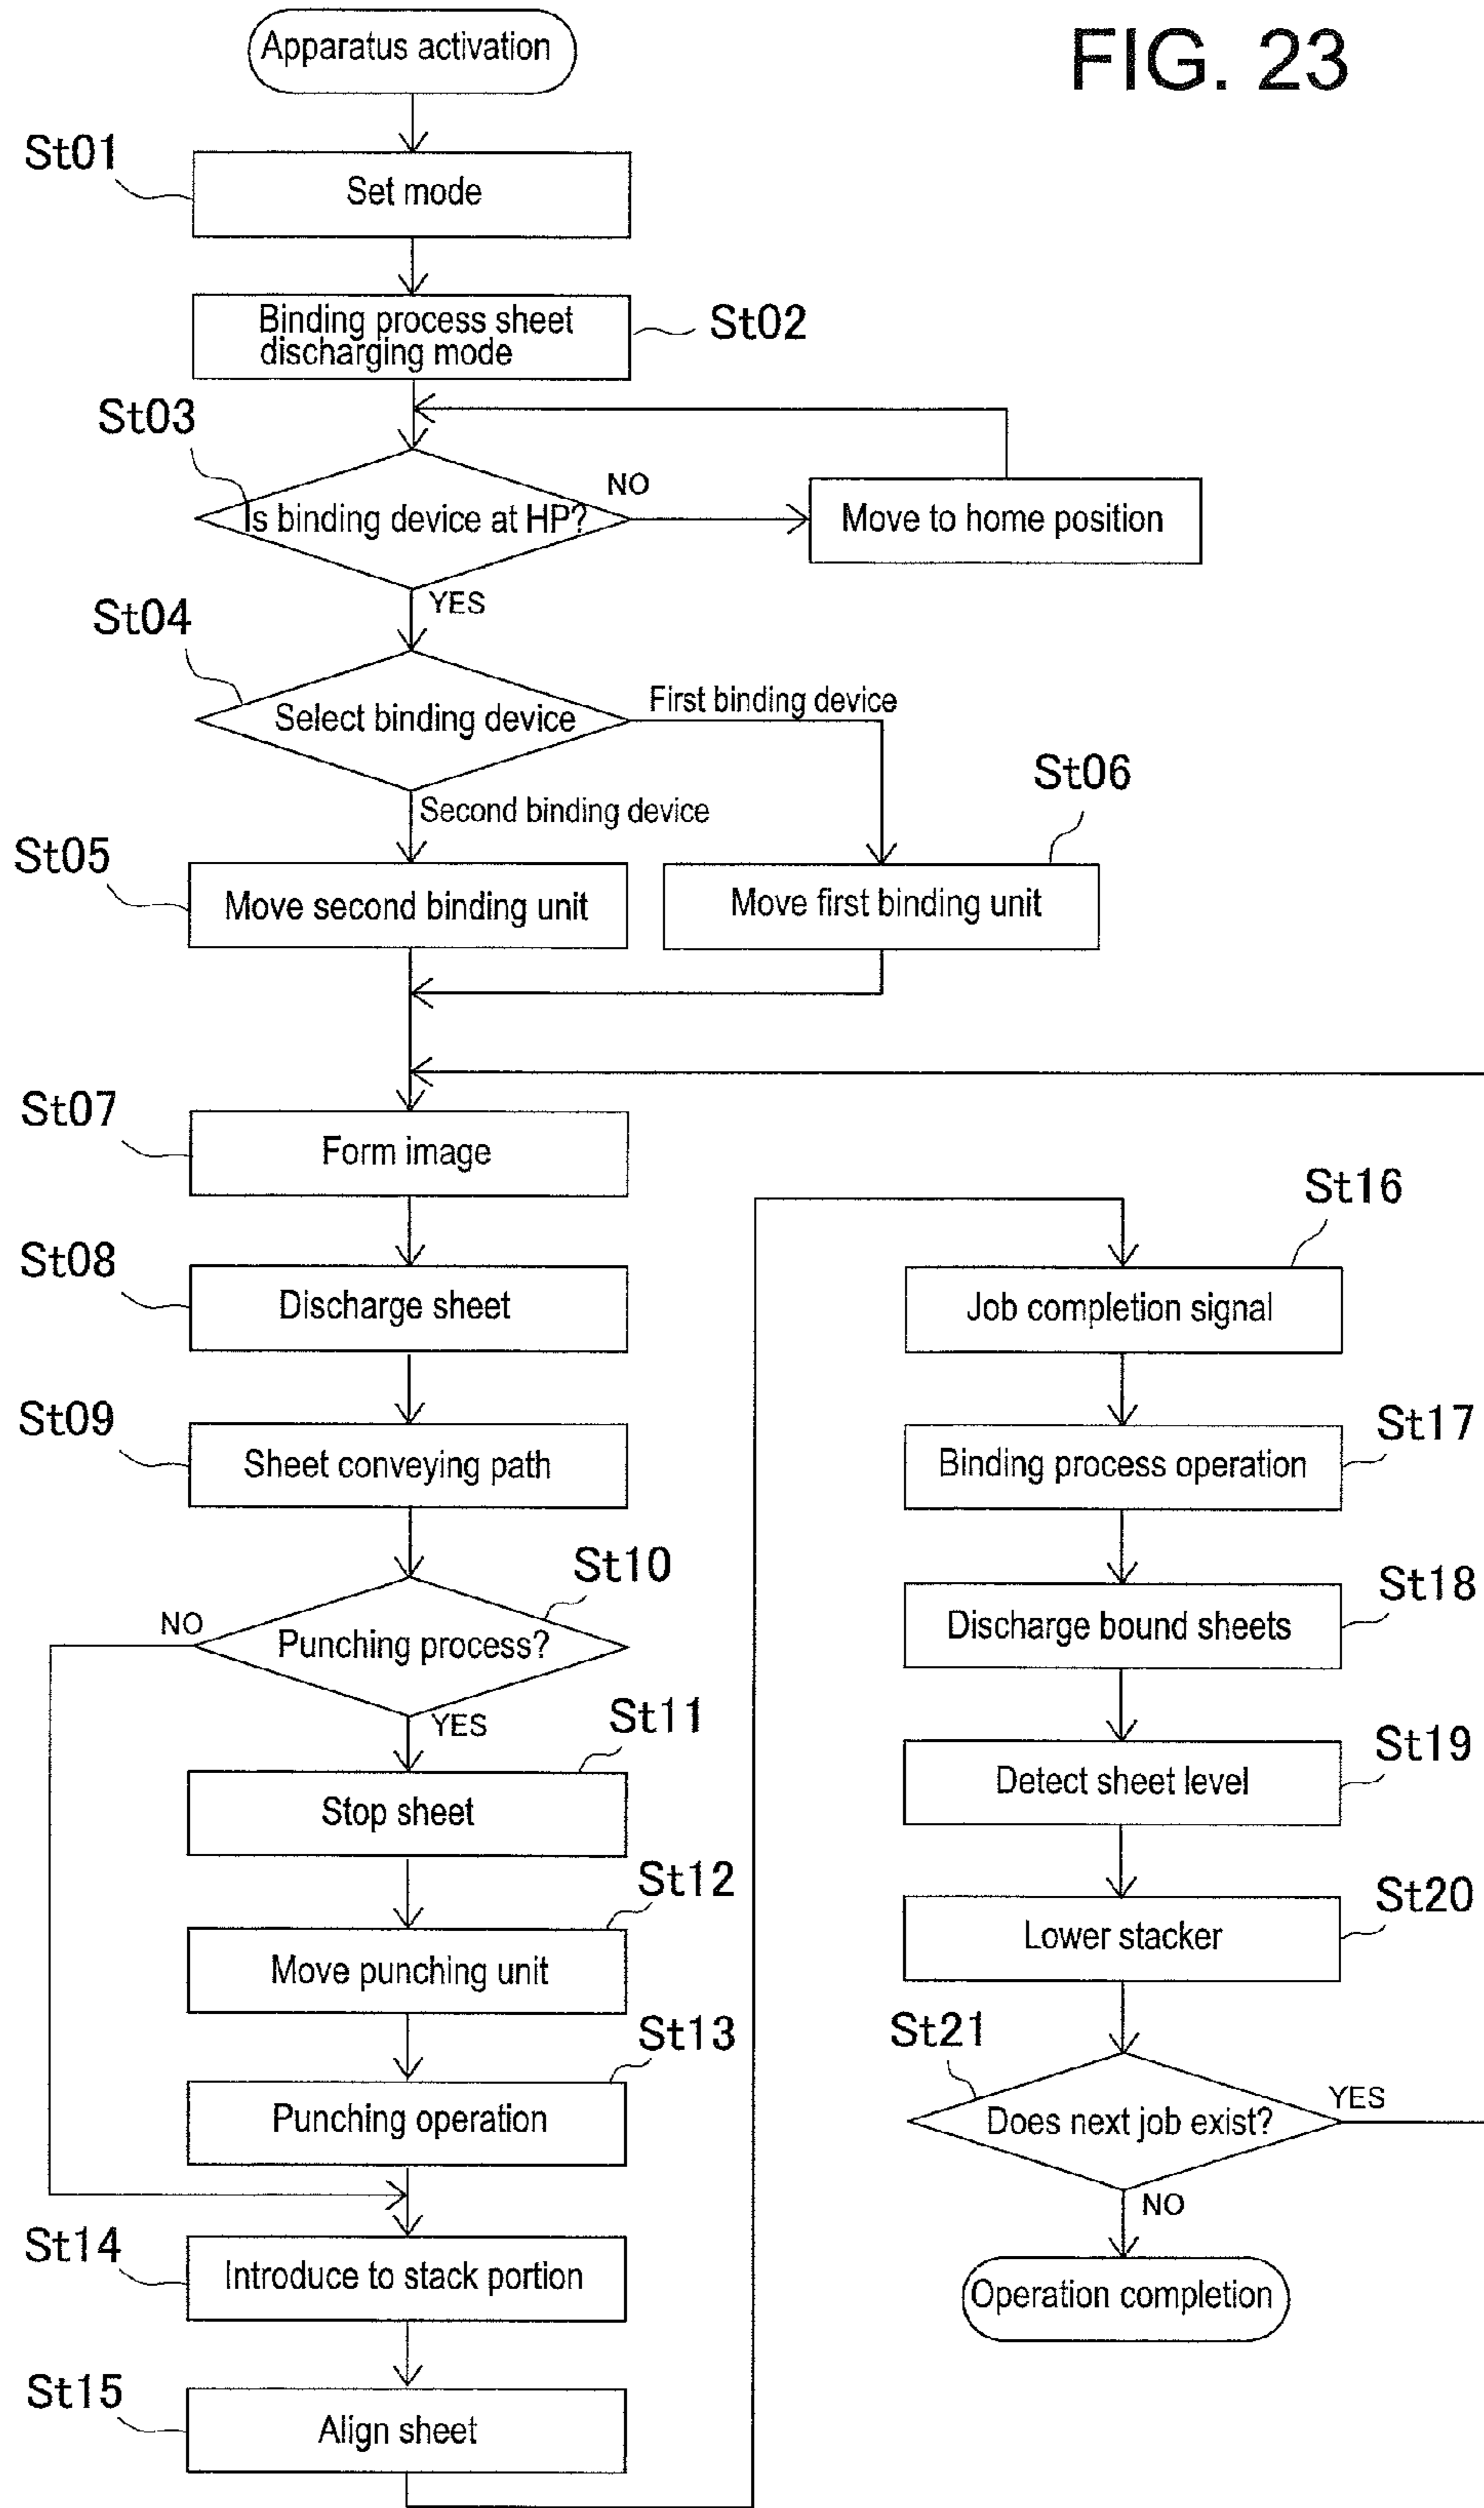 FIG. 23
Apparatus activation
St01
Set mode
Binding process sheet
discharging mode
St02
St03
Is binding device at HP?
NO
Move to home position
YES
St04
Select binding device
First binding device
Second binding device
St05
Move second binding unit
St06
Move first binding unit
St07
Form image
St08
Discharge sheet
St09
Sheet conveying path
St10
NO
Punching process?
YES
St11
Stop sheet
St12
Move punching unit
St13
Punching operation
St14
Introduce to stack portion
St15
Align sheet
St16
Job completion signal
St17
Binding process operation
St18
Discharge bound sheets
St19
Detect sheet level
St20
Lower stacker
St21
Does next job exist?
YES
NO
Operation completion